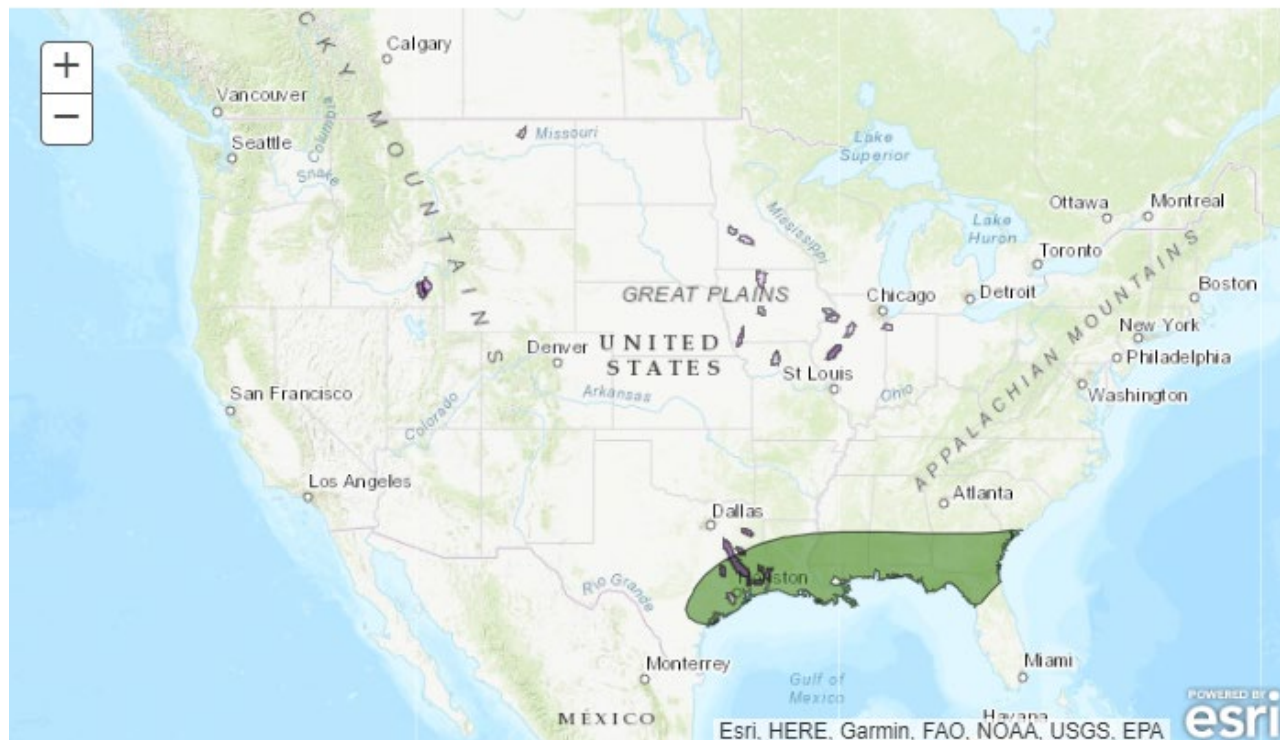 +
−
CKY MOUNTAINS
Calgary
Vancouver
Columbia
Missouri
Seattle
Snake
Lake
Superior
Ottawa
Montreal
Mississippi
Lake
Huron
Toronto
GREAT PLAINS
Chicago
Detroit
Boston
APPALACHIAN MOUNTAINS
New York
Denver
UNITED
STATES
Philadelphia
St Louis
San Francisco
Colorado
Arkansas
Ohio
Washington
Los Angeles
Atlanta
Dallas
Houston
Rio Grande
Monterrey
Miami
Gulf of
Mexico
MÉXICO
Havana
Esri, HERE, Garmin, FAO, NOAA, USGS, EPA
POWERED BY
esri